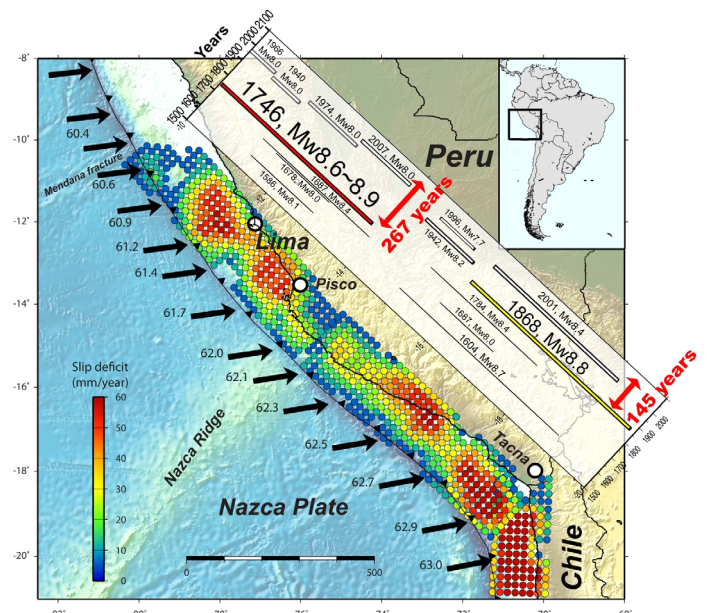 Years
1500 1600 1700 1800 1900 2000 2100
1966
Mw8.0
1940
Mw8.0
1974, Mw8.0
2007, Mw8.0
1746, Mw8.6~8.9
1687, Mw8.4
1678, Mw8.0
1586, Mw8.1
267 years
Peru
1996, Mw7.7
1942, Mw8.2
2001, Mw8.4
1868, Mw8.8
1784, Mw8.4
1687, Mw8.0
1604, Mw8.7
145 years
1500 1600 1700 1800 1900 2000
-10
-12
-14
-16
-18
-20
-8°
-10°
-12°
-14°
-16°
-18°
-20°
60.4
Mendana fracture
60.6
60.9
61.2
61.4
61.7
62.0
62.1
62.3
62.5
62.7
62.9
63.0
Lima
Pisco
Tacna
Slip deficit
(mm/year)
60
50
40
30
20
10
0
Nazca Ridge
Nazca Plate
Chile
0
500